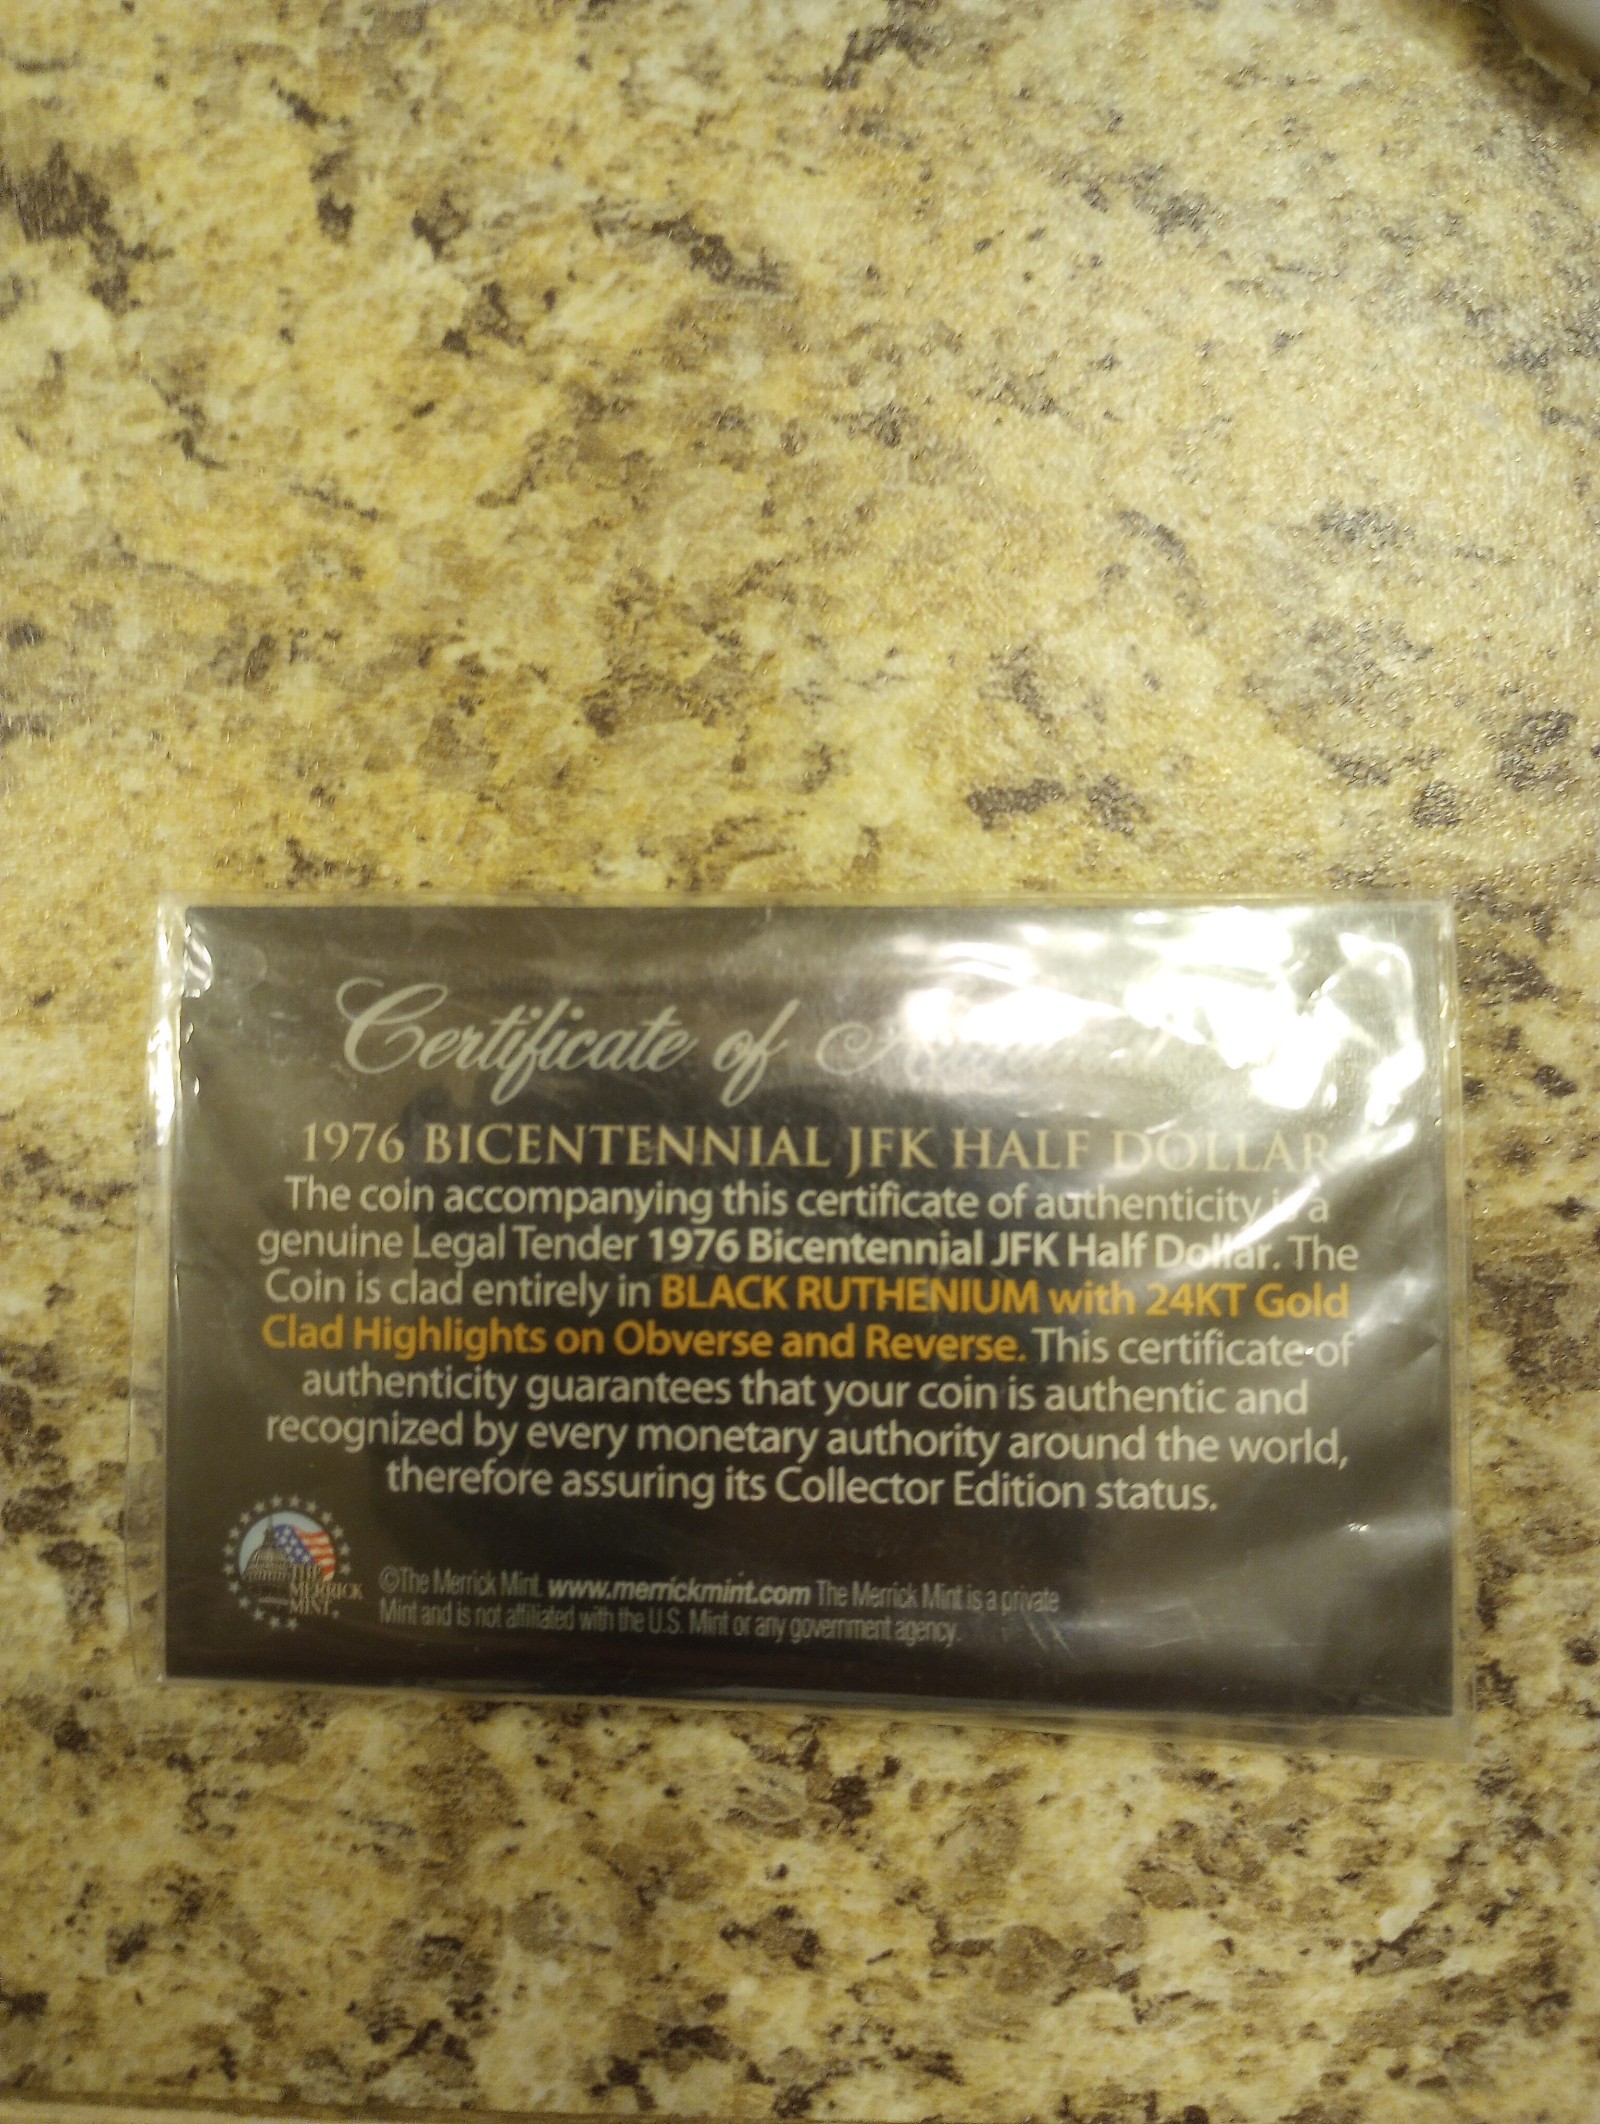 Certificate of
1976 BICENTENNIAL JFK HALF DOLLAR
The coin accompanying this certificate of authenticity is a
genuine Legal Tender 1976 Bicentennial JFK Half Dollar. The
Coin is clad entirely in BLACK RUTHENIUM with 24KT Gold
Clad Highlights on Obverse and Reverse. This certificate of
authenticity guarantees that your coin is authentic and
recognized by every monetary authority around the world,
therefore assuring its Collector Edition status.
THE
MERRICK
MINT
©The Merrick Mint. www.merrickmint.com The Merrick Mint is a private
Mint and is not affiliated with the U.S. Mint or any government agency.